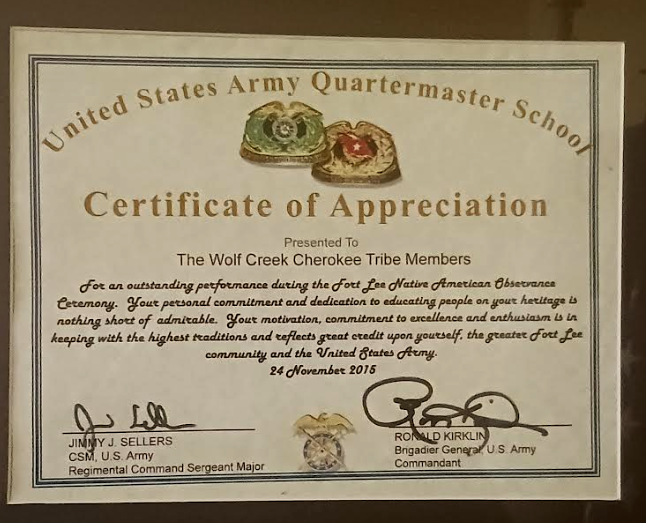 United States Army Quartermaster School
Certificate of Appreciation
Presented To
The Wolf Creek Cherokee Tribe Members
For an outstanding performance during the Fort Lee Native American Observance
Ceremony. Your personal commitment and dedication to educating people on your heritage is
nothing short of admirable. Your motivation, commitment to excellence and enthusiasm is in
keeping with the highest traditions and reflects great credit upon yourself, the greater Fort Lee
community and the United States Army.
24 November 2015
JIMMY J. SELLERS
CSM, U.S. Army
Regimental Command Sergeant Major
RONALD KIRKLIN
Brigadier General, U.S. Army
Commandant